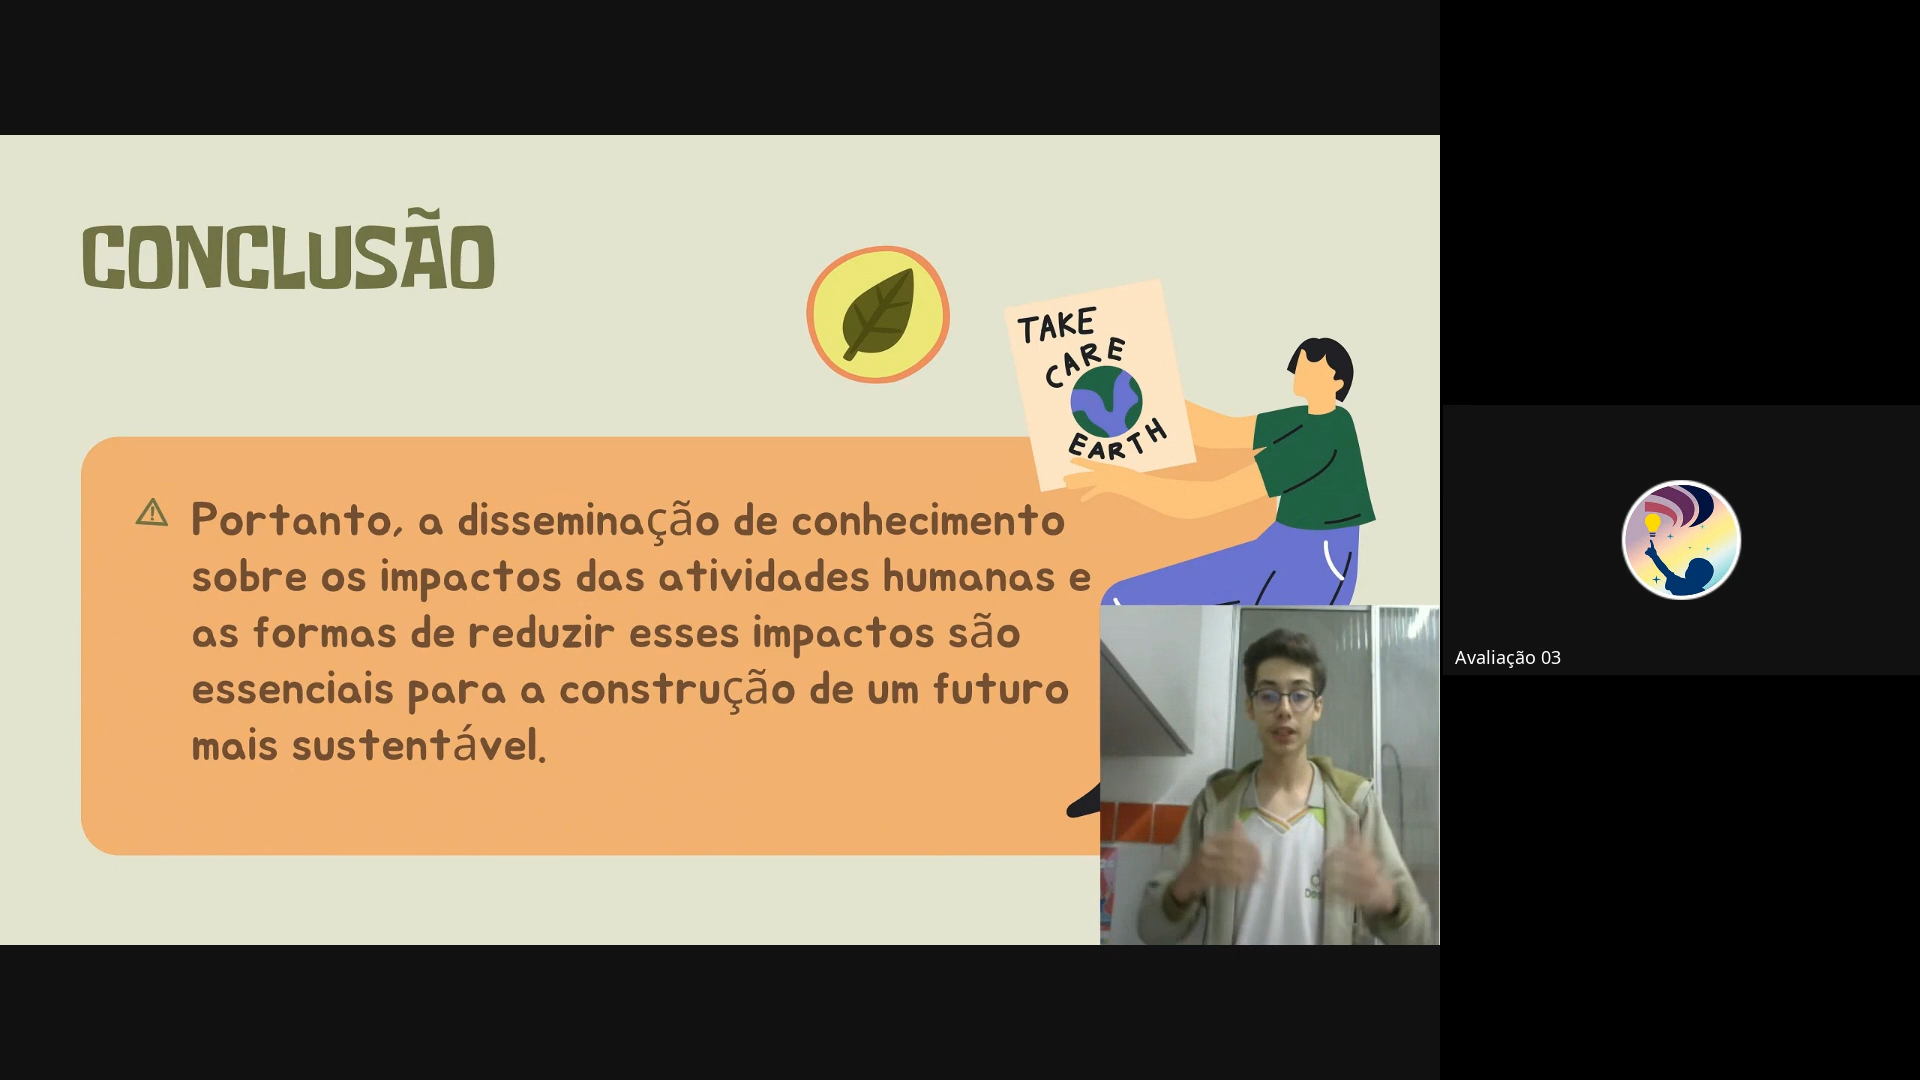 CONCLUSÃO
TAKE
CARE
EARTH
Portanto, a disseminação de conhecimento
sobre os impactos das atividades humanas e
as formas de reduzir esses impactos são
essenciais para a construção de um futuro
mais sustentável.
Avaliação 03